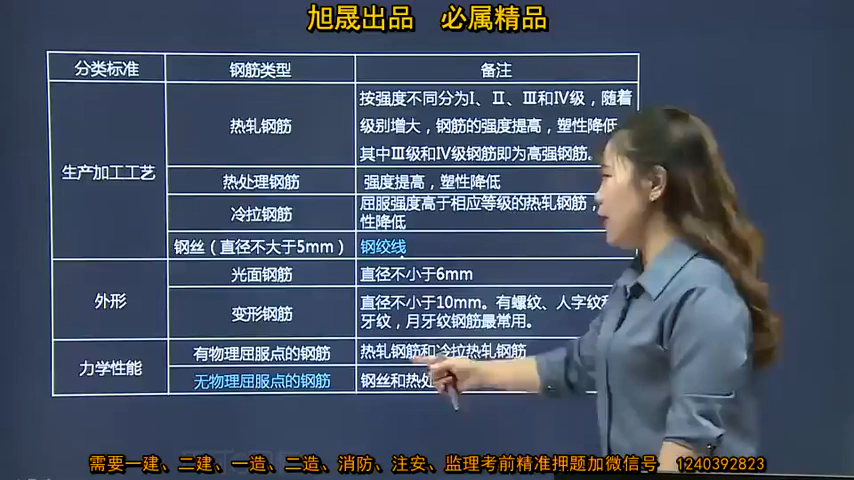 旭晟出品 必属精品
分类标准 钢筋类型 备注
生产加工工艺
热轧钢筋
按强度不同分为Ⅰ、Ⅱ、Ⅲ和Ⅳ级，随着
级别增大，钢筋的强度提高，塑性降低
其中Ⅲ级和Ⅳ级钢筋即为高强钢筋。
热处理钢筋 强度提高，塑性降低
冷拉钢筋
屈服强度高于相应等级的热轧钢筋，
性降低
钢丝（直径不大于5mm） 钢绞线
外形
光面钢筋 直径不小于6mm
变形钢筋
直径不小于10mm。有螺纹、人字纹
牙纹，月牙纹钢筋最常用。
力学性能
有物理屈服点的钢筋 热轧钢筋和冷拉热轧钢筋
无物理屈服点的钢筋 钢丝和热处
需要一建、二建、一造、二造、消防、注安、监理考前精准押题加微信号 1240392823